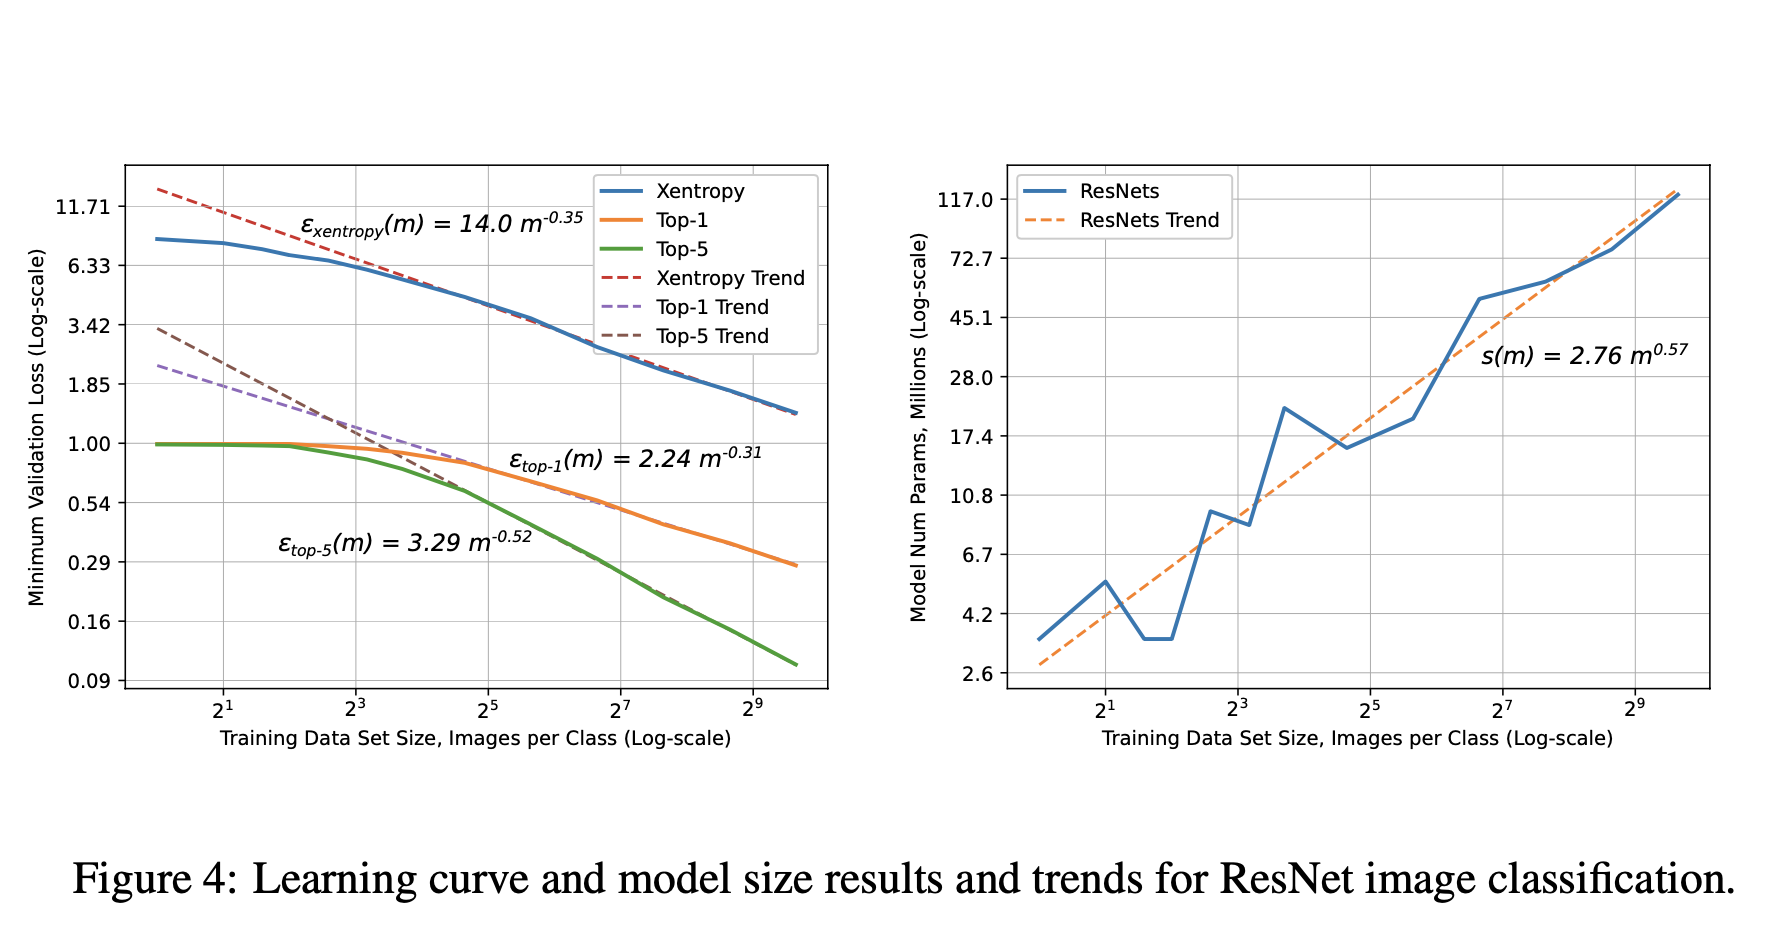 Minimum Validation Loss (Log-scale)
11.71
6.33
3.42
1.85
1.00
0.54
0.29
0.16
0.09
ε_xentropy(m) = 14.0 m^-0.35
ε_top-1(m) = 2.24 m^-0.31
ε_top-5(m) = 3.29 m^-0.52
Xentropy
Top-1
Top-5
Xentropy Trend
Top-1 Trend
Top-5 Trend
2^1 2^3 2^5 2^7 2^9
Training Data Set Size, Images per Class (Log-scale)
Model Num Params, Millions (Log-scale)
117.0
72.7
45.1
28.0
17.4
10.8
6.7
4.2
2.6
ResNets
ResNets Trend
s(m) = 2.76 m^0.57
2^1 2^3 2^5 2^7 2^9
Training Data Set Size, Images per Class (Log-scale)
Figure 4: Learning curve and model size results and trends for ResNet image classification.